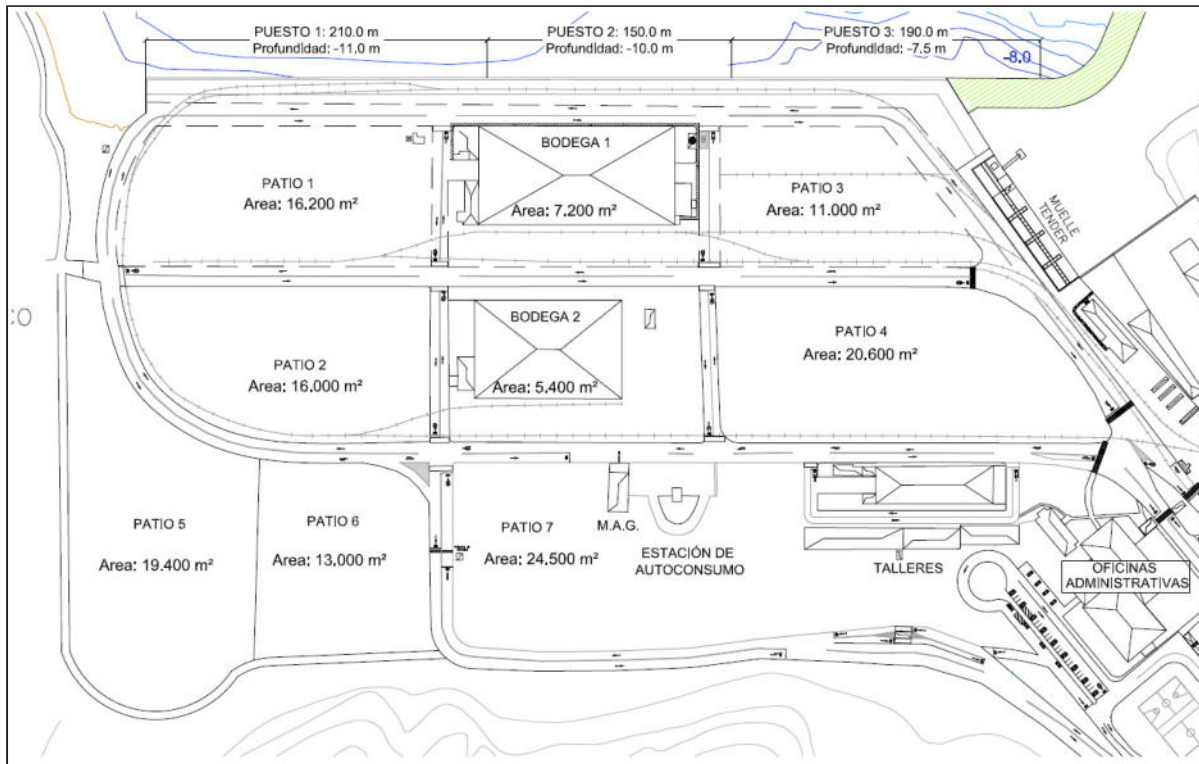 PUESTO 1: 210.0 m
Profundidad: -11.0 m
PUESTO 2: 150.0 m
Profundidad: -10.0 m
PUESTO 3: 190.0 m
Profundidad: -7.5 m
-8.0
BODEGA 1
Area: 7.200 m²
PATIO 1
Area: 16.200 m²
PATIO 3
Area: 11.000 m²
MUELLE
TENDER
BODEGA 2
Area: 5.400 m²
PATIO 4
Area: 20.600 m²
PATIO 2
Area: 16.000 m²
PATIO 5
Area: 19.400 m²
PATIO 6
Area: 13.000 m²
PATIO 7
Area: 24.500 m²
M.A.G.
ESTACIÓN DE
AUTOCONSUMO
TALLERES
OFICINAS
ADMINISTRATIVAS